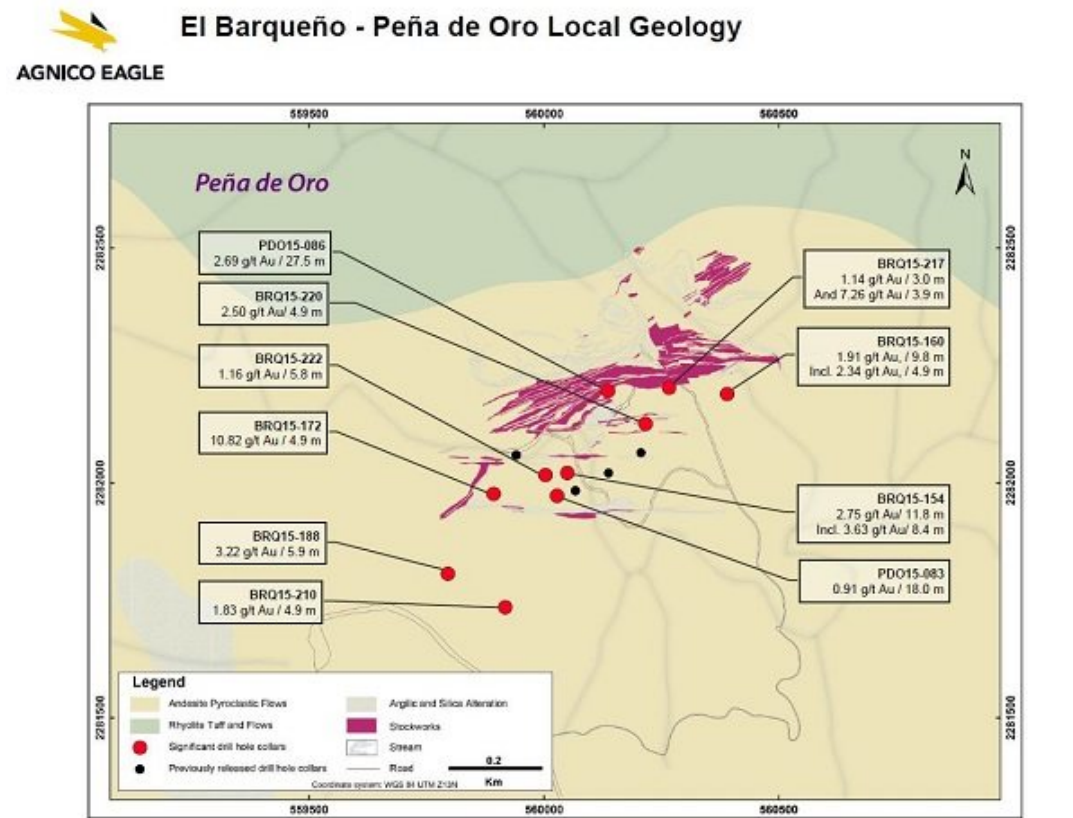 El Barqueño - Peña de Oro Local Geology
AGNICO EAGLE
559500
560000
560500
Peña de Oro
N
2282500
2282500
PDO15-086
2.69 g/t Au / 27.5 m
BRQ15-217
1.14 g/t Au / 3.0 m
And 7.26 g/t Au / 3.9 m
BRQ15-220
2.50 g/t Au/ 4.9 m
BRQ15-160
1.91 g/t Au, / 9.8 m
Incl. 2.34 g/t Au, / 4.9 m
BRQ15-222
1.16 g/t Au / 5.8 m
BRQ15-172
10.82 g/t Au / 4.9 m
2282000
2282000
BRQ15-154
2.75 g/t Au/ 11.8 m
Incl. 3.63 g/t Au/ 8.4 m
BRQ15-188
3.22 g/t Au / 5.9 m
PDO15-083
0.91 g/t Au / 18.0 m
BRQ15-210
1.83 g/t Au / 4.9 m
2281500
2281500
Legend
Andesite Pyroclastic Flows
Rhyolite Taff and Flows
Significant drill hole collars
Previously released drill hole collars
Argilic and Silica Alteration
Stockworks
Stream
Road
0.2
Km
Coordinate system: WGS 84 UTM Z13N
559500
560000
560500